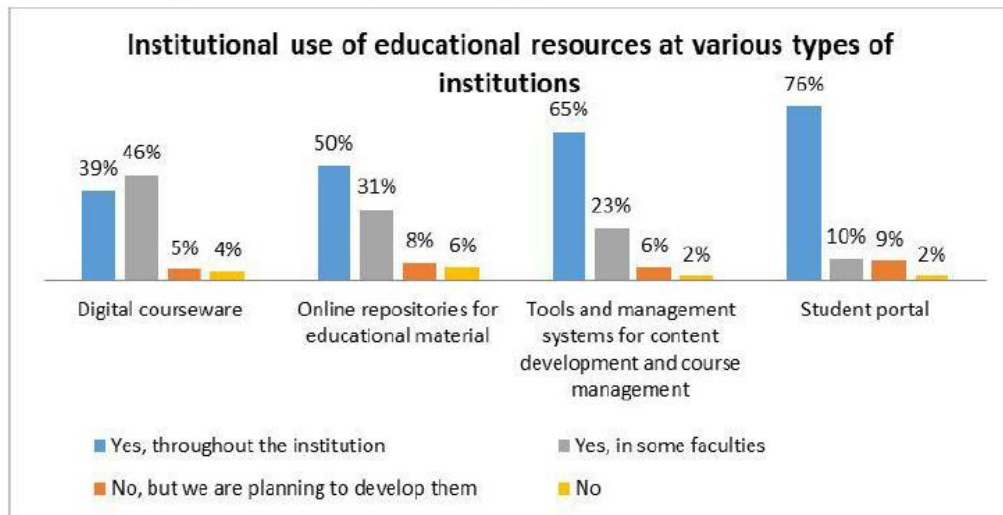 Institutional use of educational resources at various types of
institutions
39%
46%
5%
4%
50%
31%
8%
6%
65%
23%
6%
2%
76%
10%
9%
2%
Digital courseware
Online repositories for
educational material
Tools and management
systems for content
development and course
management
Student portal
Yes, throughout the institution
Yes, in some faculties
No, but we are planning to develop them
No